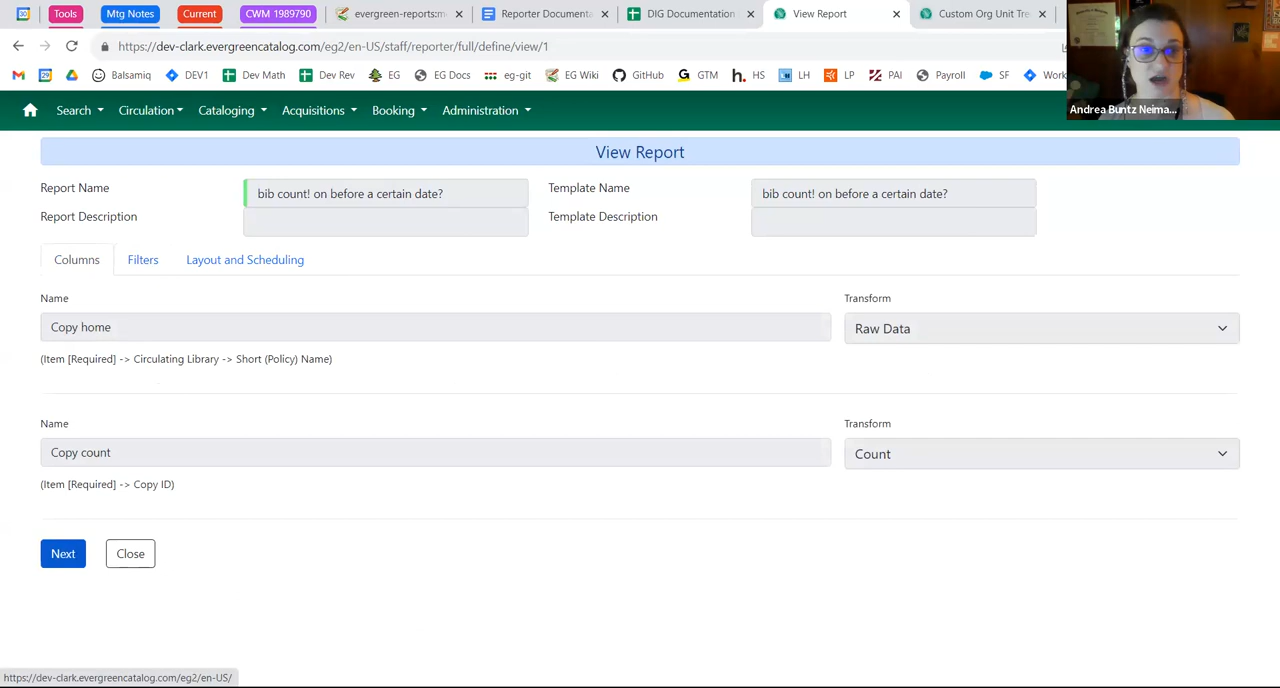 30 Tools Mtg Notes Current CWM 1989790 evergreen-reports:m Reporter Documenta DIG Documentation View Report Custom Org Unit Tre
https://dev-clark.evergreencatalog.com/eg2/en-US/staff/reporter/full/define/view/1
Balsamiq DEV1 Dev Math Dev Rev EG EG Docs eg-git EG Wiki GitHub GTM HS LH LP PAI Payroll SF Work
Andrea Buntz Neima...
Search Circulation Cataloging Acquisitions Booking Administration
View Report
Report Name bib count! on before a certain date? Template Name bib count! on before a certain date?
Report Description Template Description
Columns Filters Layout and Scheduling
Name Transform
Copy home Raw Data
(Item [Required] -> Circulating Library -> Short (Policy) Name)
Name Transform
Copy count Count
(Item [Required] -> Copy ID)
Next Close
https://dev-clark.evergreencatalog.com/eg2/en-US/